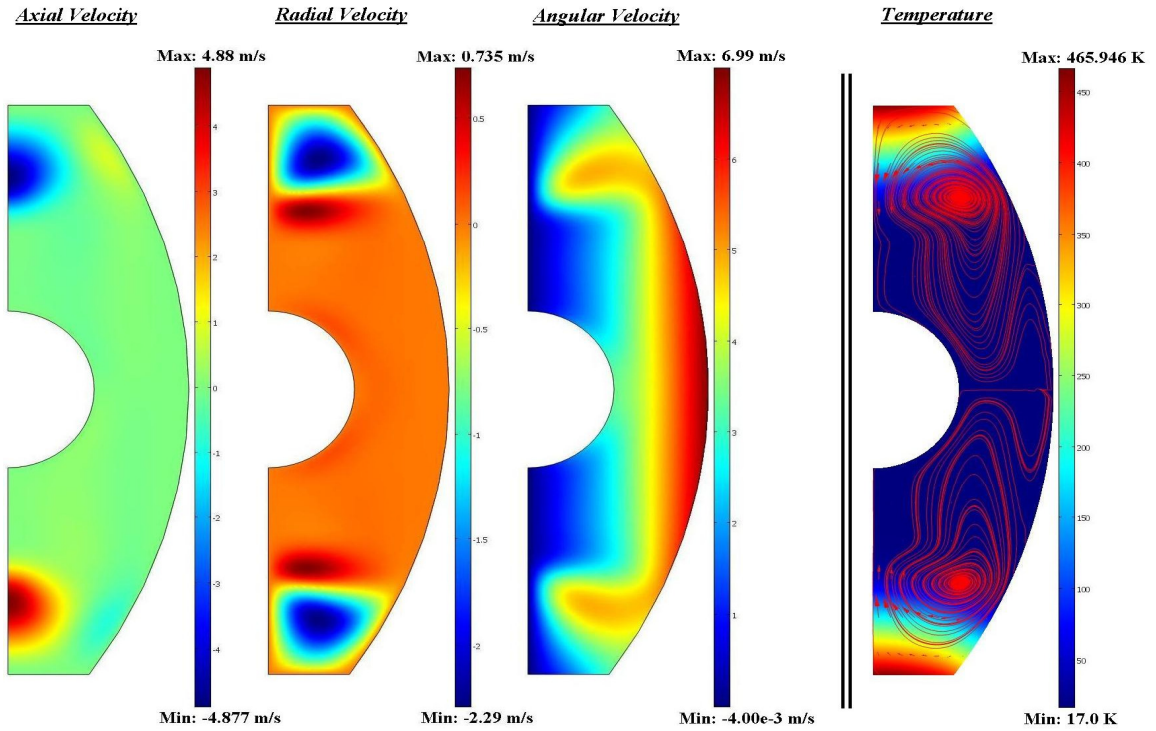 Axial Velocity
Radial Velocity
Angular Velocity
Temperature
Max: 4.88 m/s
Max: 0.735 m/s
Max: 6.99 m/s
Max: 465.946 K
4
3
2
1
0
-1
-2
-3
-4
0.5
0
-0.5
-1
-1.5
-2
6
5
4
3
2
1
450
400
350
300
250
200
150
100
50
Min: -4.877 m/s
Min: -2.29 m/s
Min: -4.00e-3 m/s
Min: 17.0 K